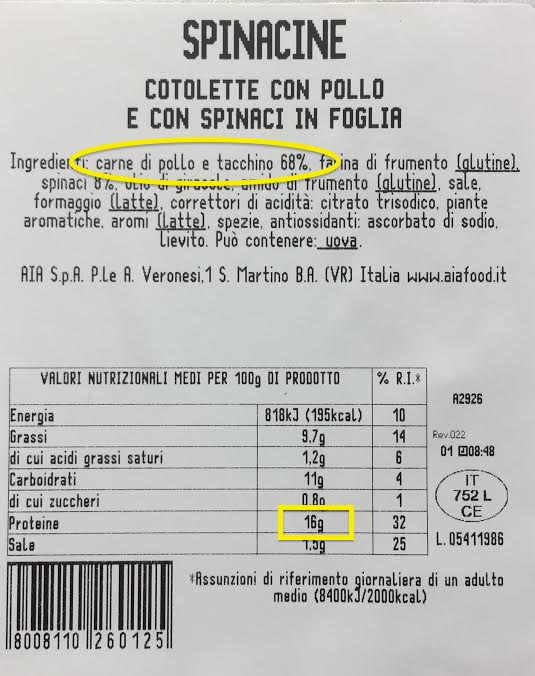 SPINACINE
COTOLETTE CON POLLO
E CON SPINACI IN FOGLIA
Ingredienti: carne di pollo e tacchino 68%, farina di frumento (glutine),
spinaci 8%, olio di girasole, amido di frumento (glutine), sale,
formaggio (Latte), correttori di acidità: citrato trisodico, piante
aromatiche, aromi (Latte), spezie, antiossidanti: ascorbato di sodio,
Lievito. Può contenere: uova.
AIA S.p.A. P.Le A. Veronesi,1 S. Martino B.A. (VR) Italia www.aiafood.it
VALORI NUTRIZIONALI MEDI PER 100g DI PRODOTTO % R.I.*
Energia 818kJ (195kcal) 10
Grassi 9,7g 14
di cui acidi grassi saturi 1,2g 6
Carboidrati 11g 4
di cui zuccheri 0,8g 1
Proteine 16g 32
Sale 1,5g 25
A2926
Rev.022
01 08:48
IT
752 L
CE
L. 05411986
*Assunzioni di riferimento giornaliera di un adulto
medio (8400kJ/2000kcal)
8008110 260125